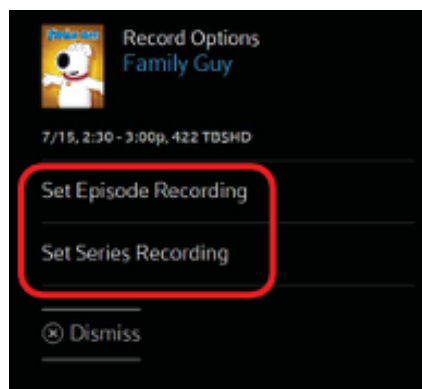 Record Options
Family Guy
7/15, 2:30 - 3:00p, 422 TBSHD
Set Episode Recording
Set Series Recording
Dismiss